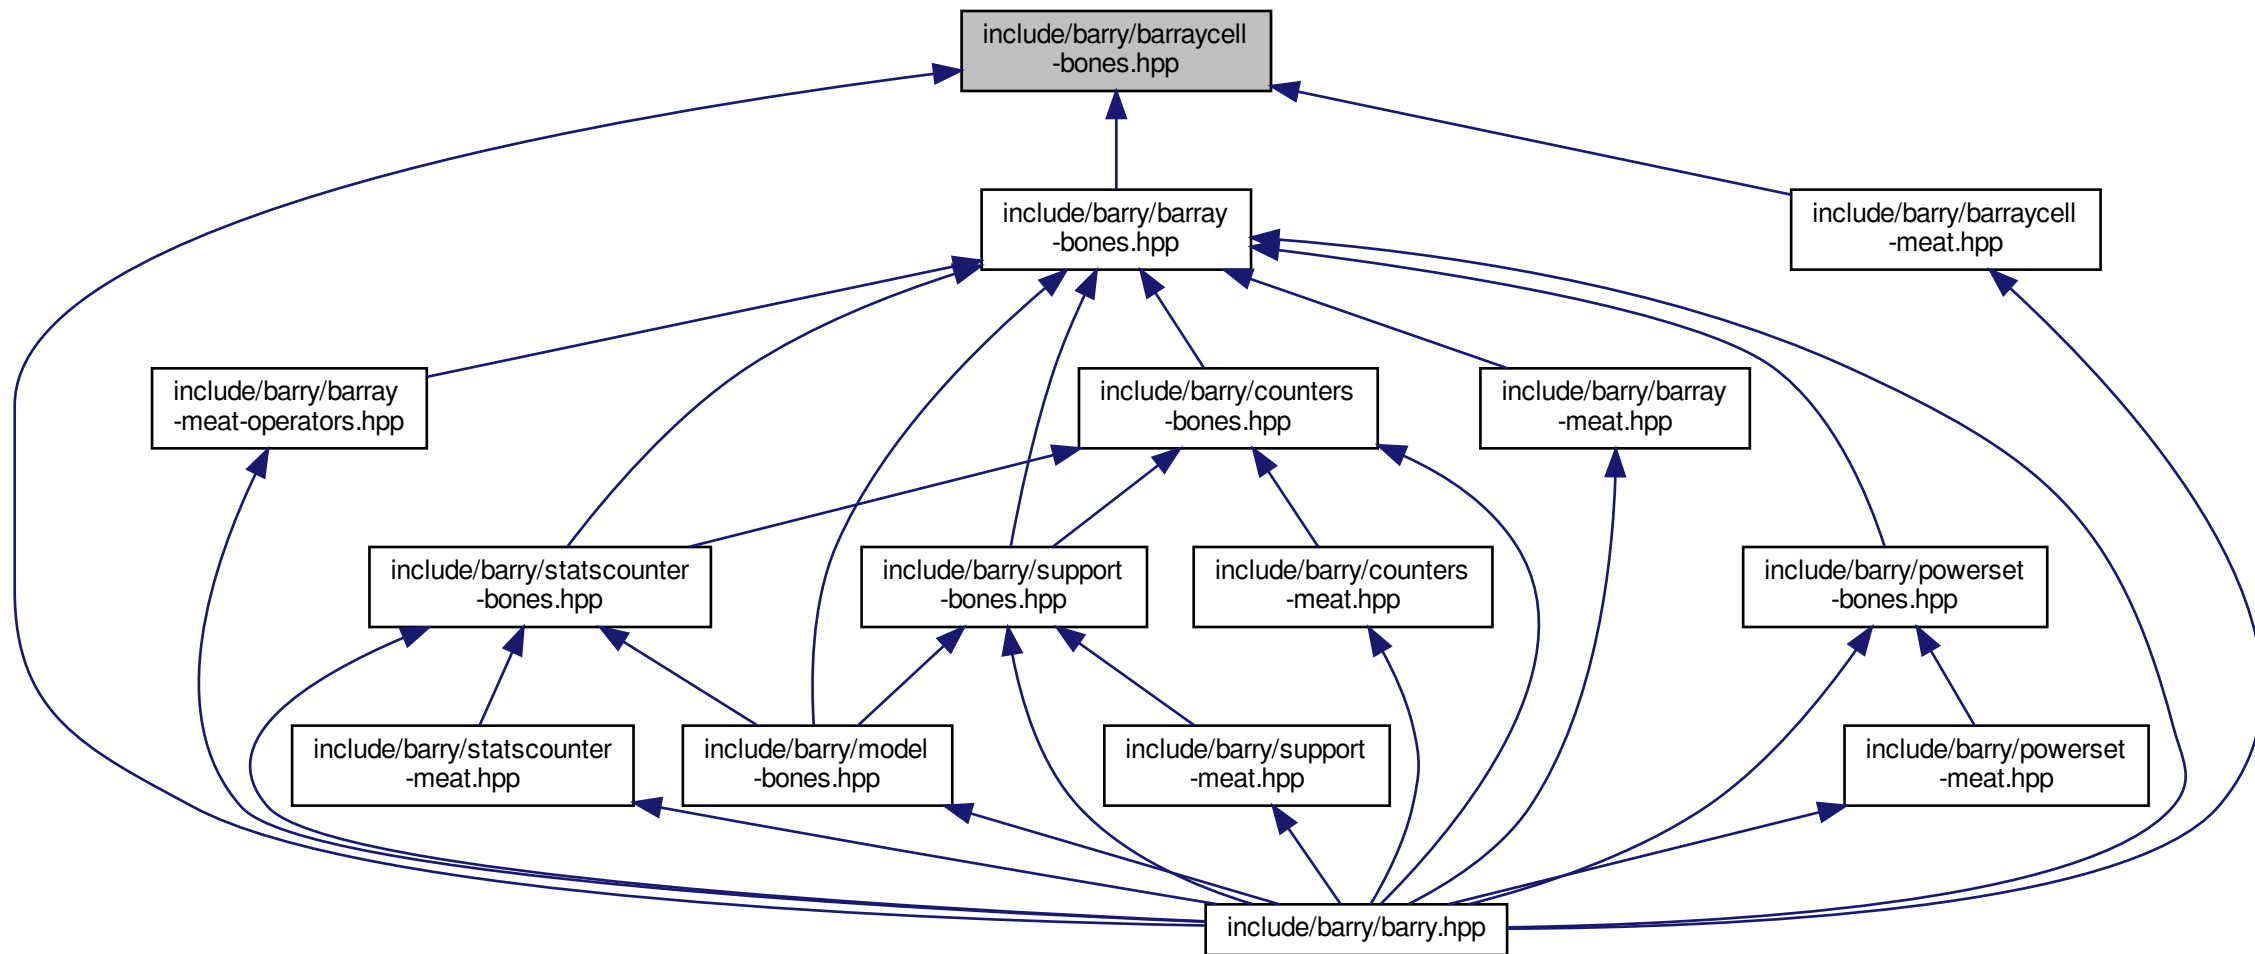 include/barry/barraycell
-bones.hpp
include/barry/barray
-bones.hpp
include/barry/barraycell
-meat.hpp
include/barry/barray
-meat-operators.hpp
include/barry/counters
-bones.hpp
include/barry/barray
-meat.hpp
include/barry/statscounter
-bones.hpp
include/barry/support
-bones.hpp
include/barry/counters
-meat.hpp
include/barry/powerset
-bones.hpp
include/barry/statscounter
-meat.hpp
include/barry/model
-bones.hpp
include/barry/support
-meat.hpp
include/barry/powerset
-meat.hpp
include/barry/barry.hpp